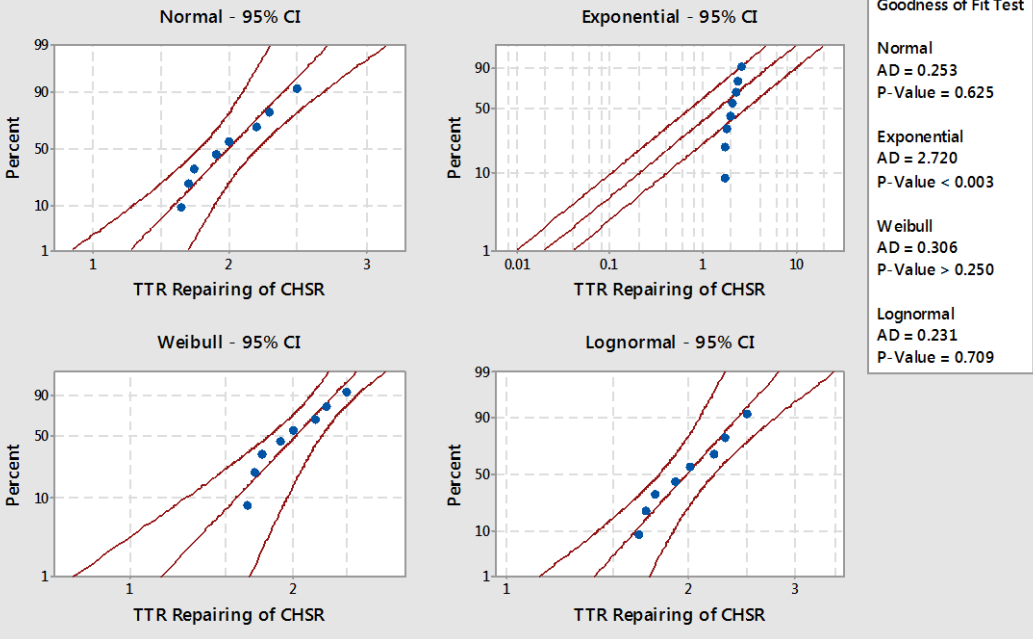 Normal - 95% CI
99
90
50
10
1
Percent
1 2 3
TTR Repairing of CHSR
Exponential - 95% CI
90
50
10
1
Percent
0.01 0.1 1 10
TTR Repairing of CHSR
Goodness of Fit Test
Normal
AD = 0.253
P-Value = 0.625
Exponential
AD = 2.720
P-Value < 0.003
Weibull
AD = 0.306
P-Value > 0.250
Lognormal
AD = 0.231
P-Value = 0.709
Weibull - 95% CI
90
50
10
1
Percent
1 2
TTR Repairing of CHSR
Lognormal - 95% CI
99
90
50
10
1
Percent
1 2 3
TTR Repairing of CHSR